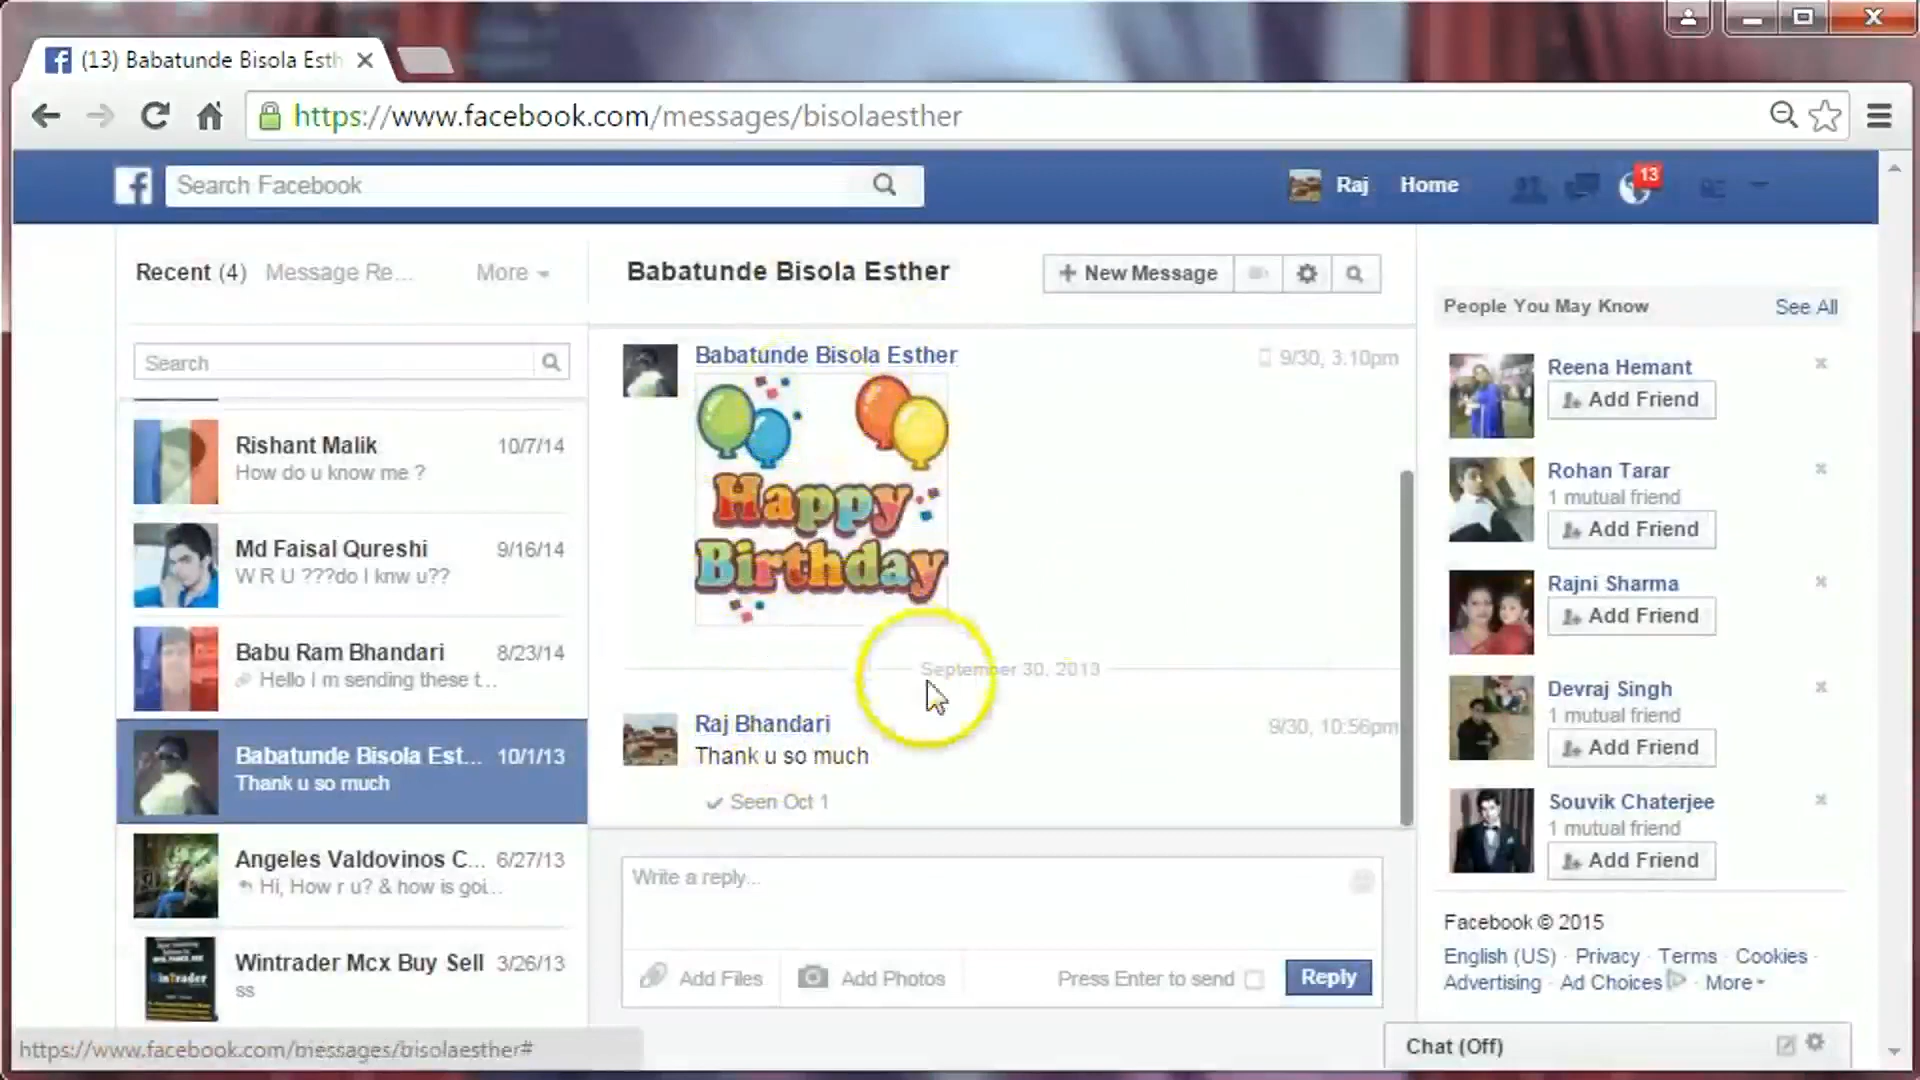 (13) Babatunde Bisola Esth
https://www.facebook.com/messages/bisolaesther
Search Facebook
Raj Home 13
Recent (4) Message Re... More
Search
Rishant Malik 10/7/14
How do u know me ?
Md Faisal Qureshi 9/16/14
W R U ???do I knw u??
Babu Ram Bhandari 8/23/14
Hello I m sending these t...
Babatunde Bisola Est... 10/1/13
Thank u so much
Angeles Valdovinos C... 6/27/13
Hi, How r u? & how is goi...
Wintrader Mcx Buy Sell 3/26/13
ss
Babatunde Bisola Esther
+ New Message
Babatunde Bisola Esther 9/30, 3:10pm
Happy
Birthday
September 30, 2013
Raj Bhandari 9/30, 10:56pm
Thank u so much
Seen Oct 1
Write a reply...
Add Files Add Photos Press Enter to send Reply
People You May Know See All
Reena Hemant
Add Friend
Rohan Tarar
1 mutual friend
Add Friend
Rajni Sharma
Add Friend
Devraj Singh
1 mutual friend
Add Friend
Souvik Chaterjee
1 mutual friend
Add Friend
Facebook © 2015
English (US) · Privacy · Terms · Cookies ·
Advertising · Ad Choices · More
Chat (Off)
https://www.facebook.com/messages/bisolaesther#